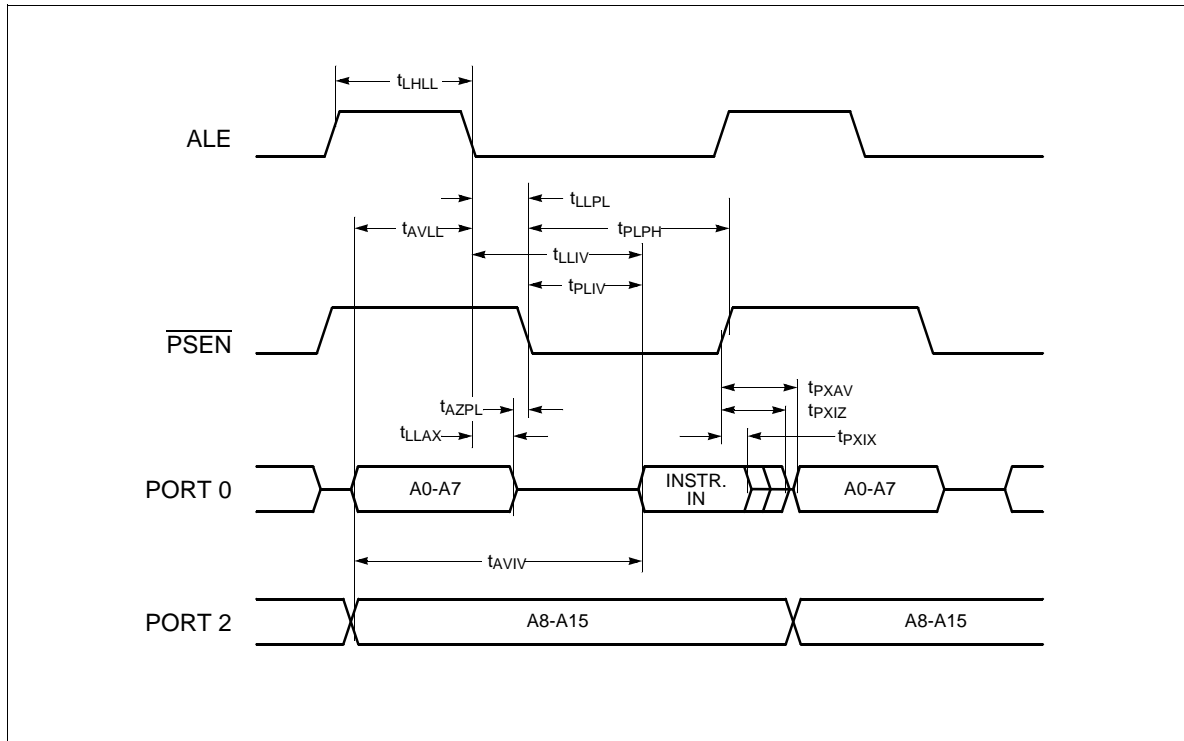 tLHLL
ALE
tLLPL
tAVLL
tPLPH
tLLIV
tPLIV
PSEN
tPXAV
tAZPL
tPXIZ
tLLAX
tPXIX
PORT 0
A0-A7
INSTR.
IN
A0-A7
tAVIV
PORT 2
A8-A15
A8-A15